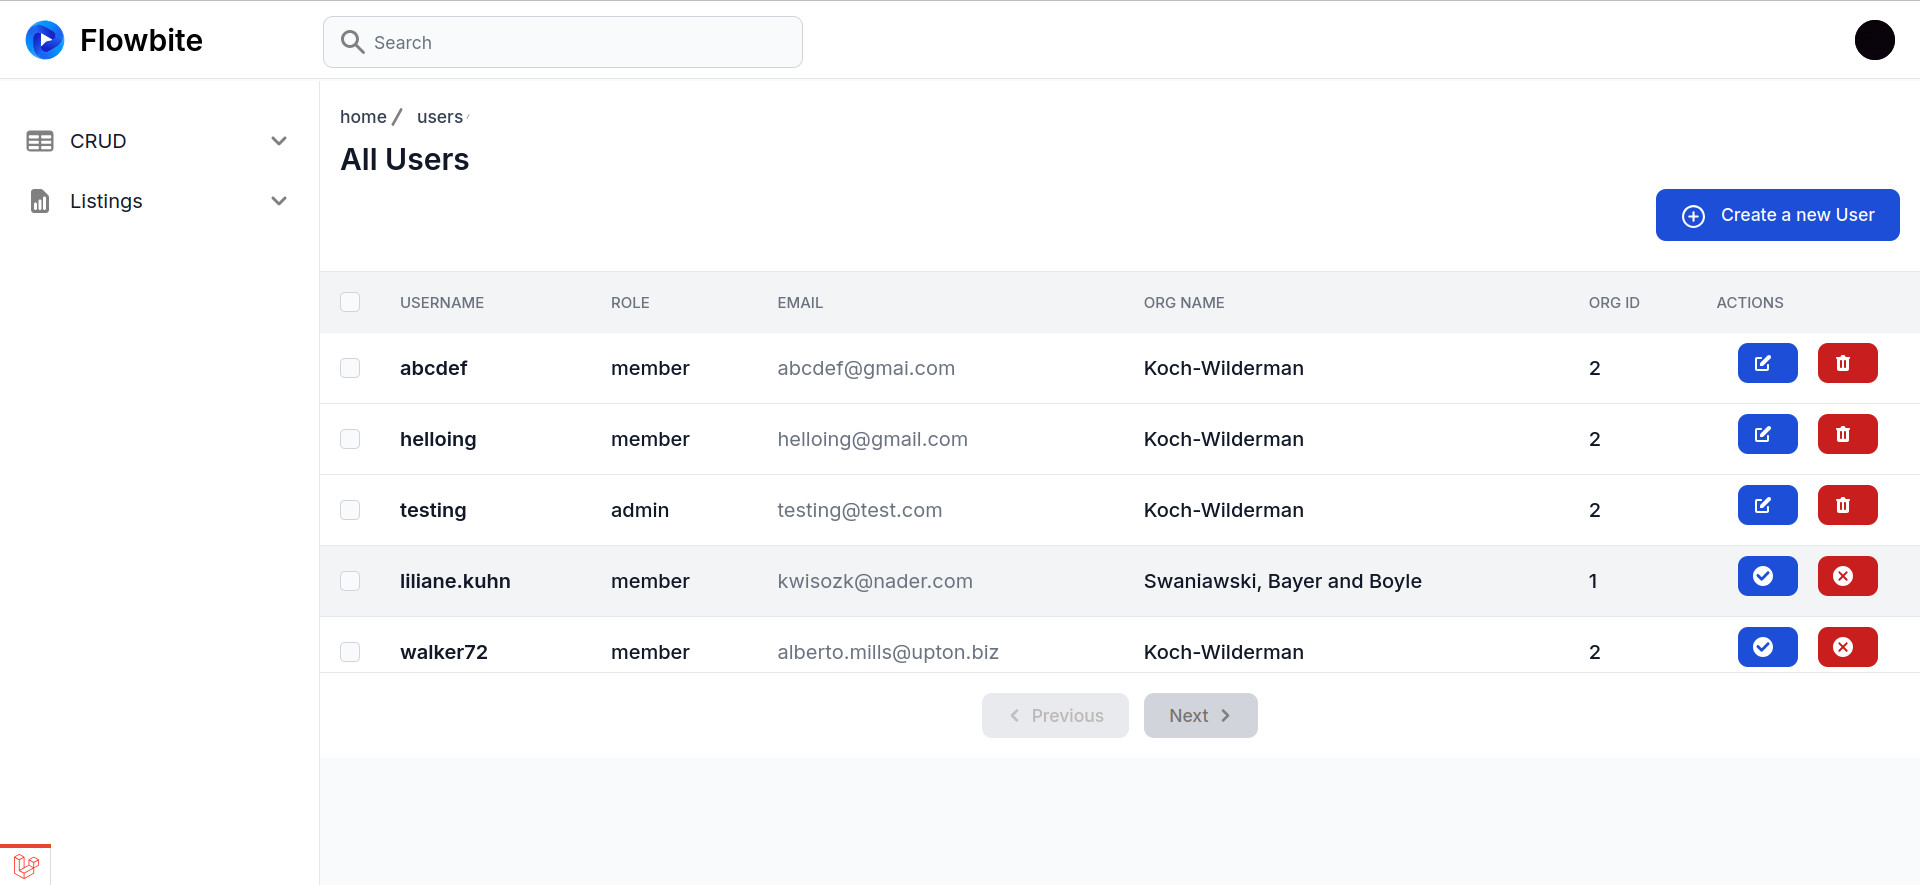 Flowbite
Search
CRUD
Listings
home / users /
All Users
Create a new User
USERNAME ROLE EMAIL ORG NAME ORG ID ACTIONS
abcdef member abcdef@gmai.com Koch-Wilderman 2
helloing member helloing@gmail.com Koch-Wilderman 2
testing admin testing@test.com Koch-Wilderman 2
liliane.kuhn member kwisozk@nader.com Swaniawski, Bayer and Boyle 1
walker72 member alberto.mills@upton.biz Koch-Wilderman 2
Previous Next